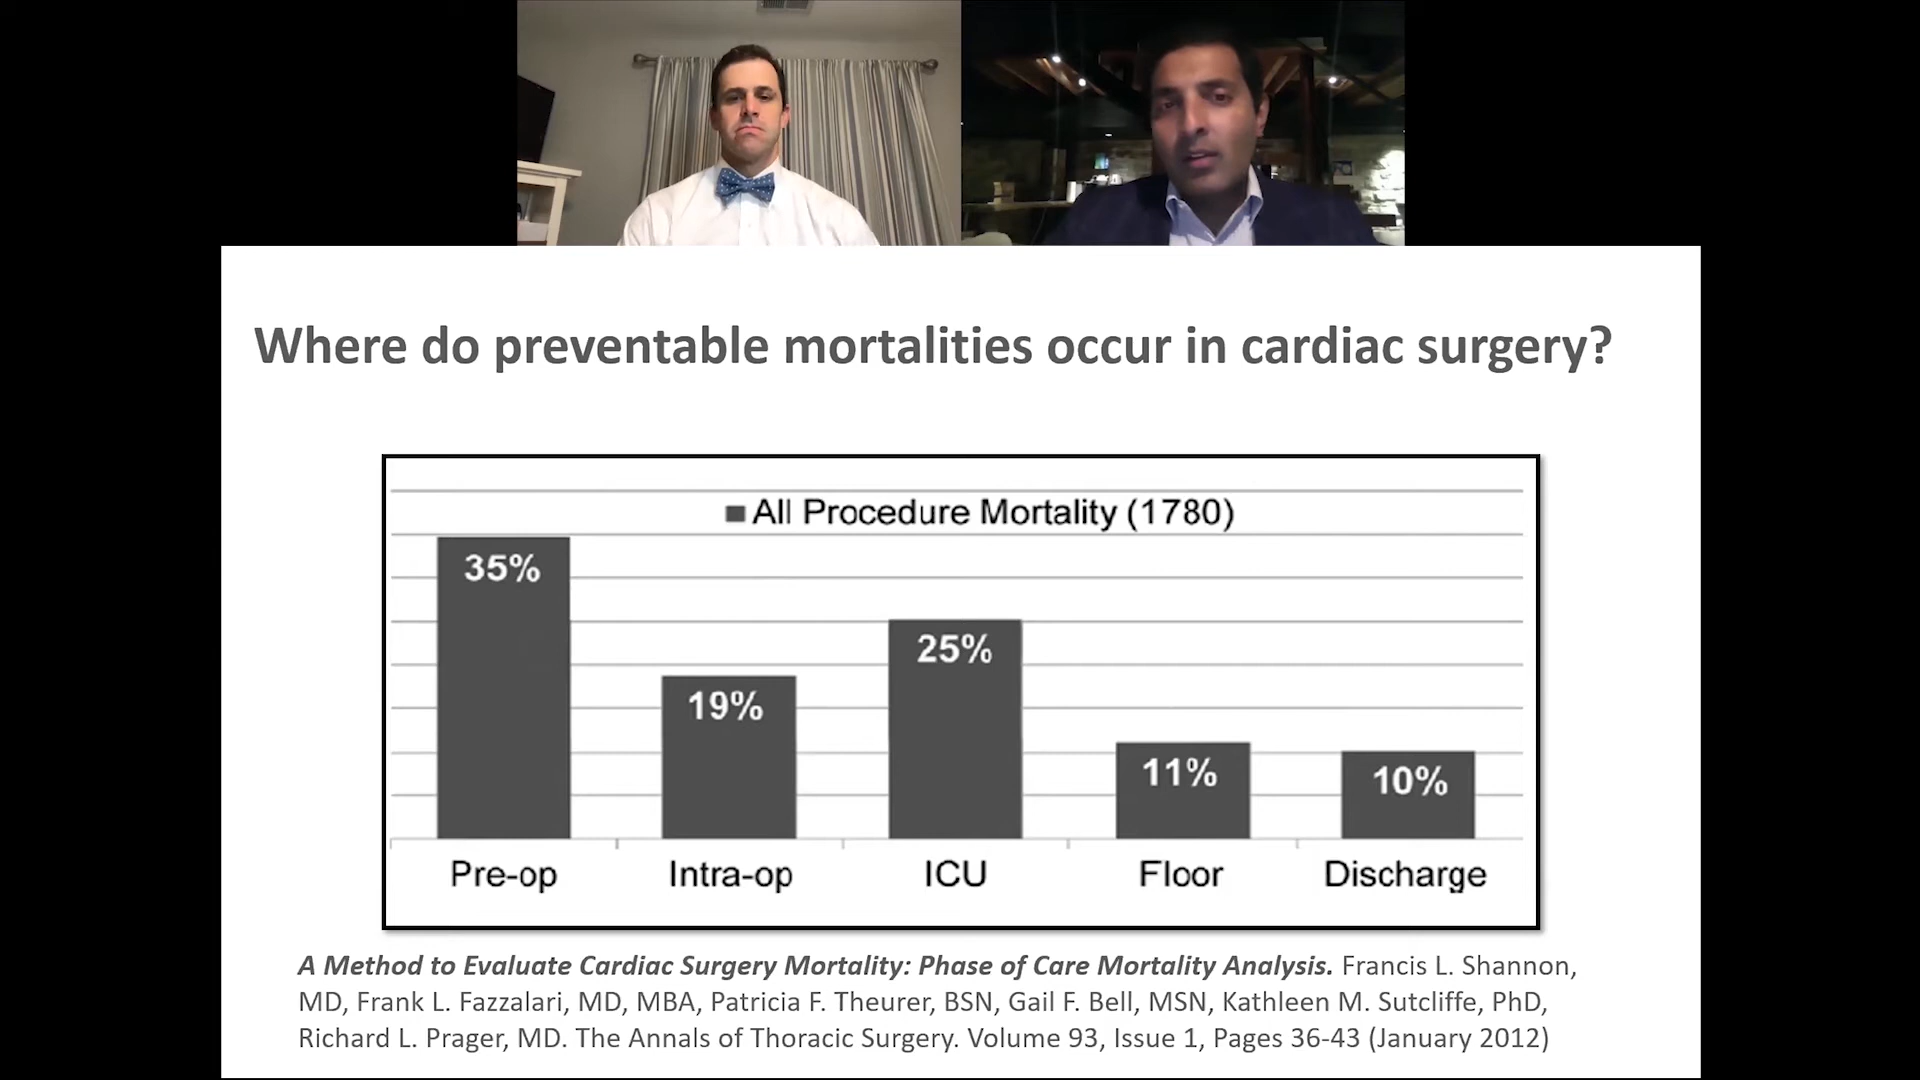 Where do preventable mortalities occur in cardiac surgery?
All Procedure Mortality (1780)
35%
19%
25%
11%
10%
Pre-op
Intra-op
ICU
Floor
Discharge
A Method to Evaluate Cardiac Surgery Mortality: Phase of Care Mortality Analysis. Francis L. Shannon,
MD, Frank L. Fazzalari, MD, MBA, Patricia F. Theurer, BSN, Gail F. Bell, MSN, Kathleen M. Sutcliffe, PhD,
Richard L. Prager, MD. The Annals of Thoracic Surgery. Volume 93, Issue 1, Pages 36-43 (January 2012)